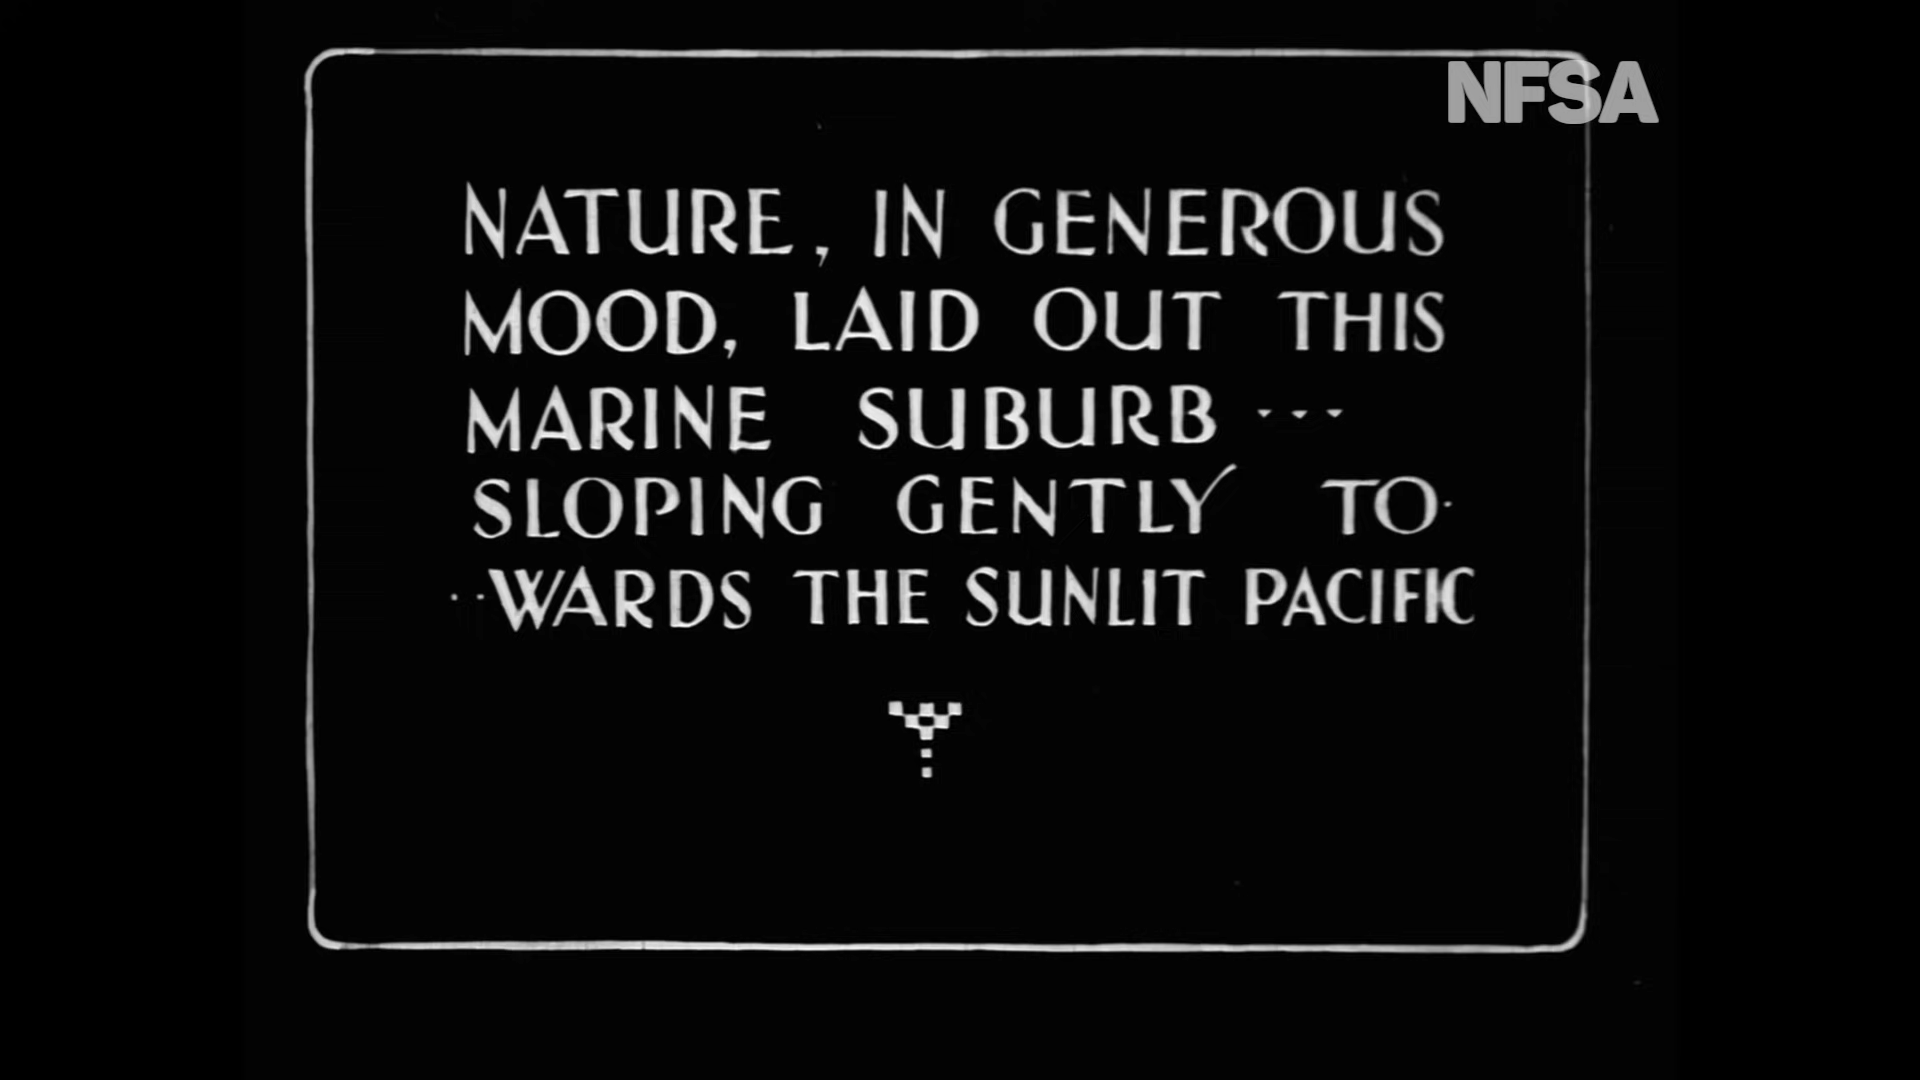 NFSA
NATURE, IN GENEROUS
MOOD, LAID OUT THIS
MARINE SUBURB ...
SLOPING GENTLY TO-
..WARDS THE SUNLIT PACIFIC